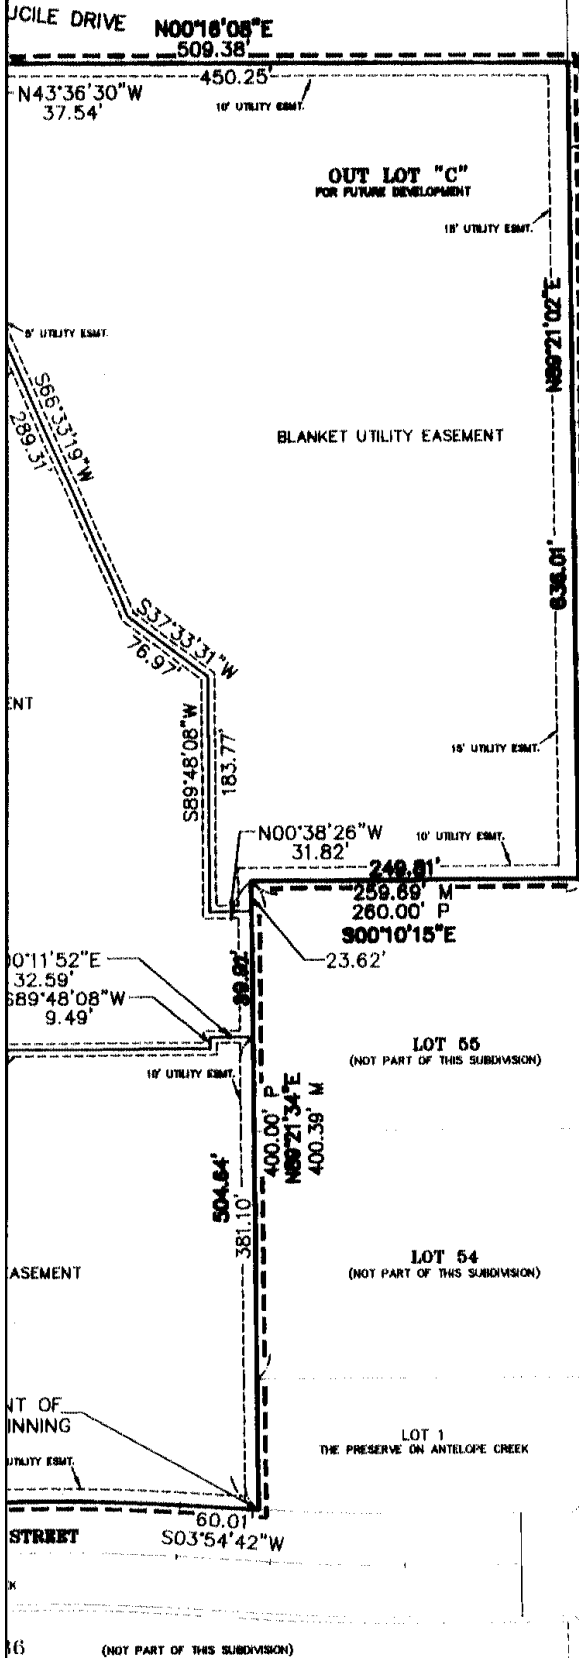 UCILE DRIVE
N00°16'08"E
509.38'
450.25'
N43°36'30"W
37.54'
10' UTILITY ESMT.
OUT LOT "C"
FOR FUTURE DEVELOPMENT
15' UTILITY ESMT.
N89°21'02"E
636.01'
5' UTILITY ESMT.
S66°33'19"W
289.31'
BLANKET UTILITY EASEMENT
S37°33'31"W
76.97'
ENT
S89°48'08"W
183.77'
15' UTILITY ESMT.
N00°38'26"W
31.82'
10' UTILITY ESMT.
249.81'
259.69' M
260.00' P
S00°10'15"E
23.62'
0°11'52"E
32.59'
S89°48'08"W
9.49'
10' UTILITY ESMT.
LOT 55
(NOT PART OF THIS SUBDIVISION)
400.00' P
N89°21'34"E
400.39' M
504.64'
381.10'
LOT 54
(NOT PART OF THIS SUBDIVISION)
ASEMENT
NT OF
INNING
UTILITY ESMT.
LOT 1
THE PRESERVE ON ANTELOPE CREEK
STREET
60.01'
S03°54'42"W
K
36
(NOT PART OF THIS SUBDIVISION)